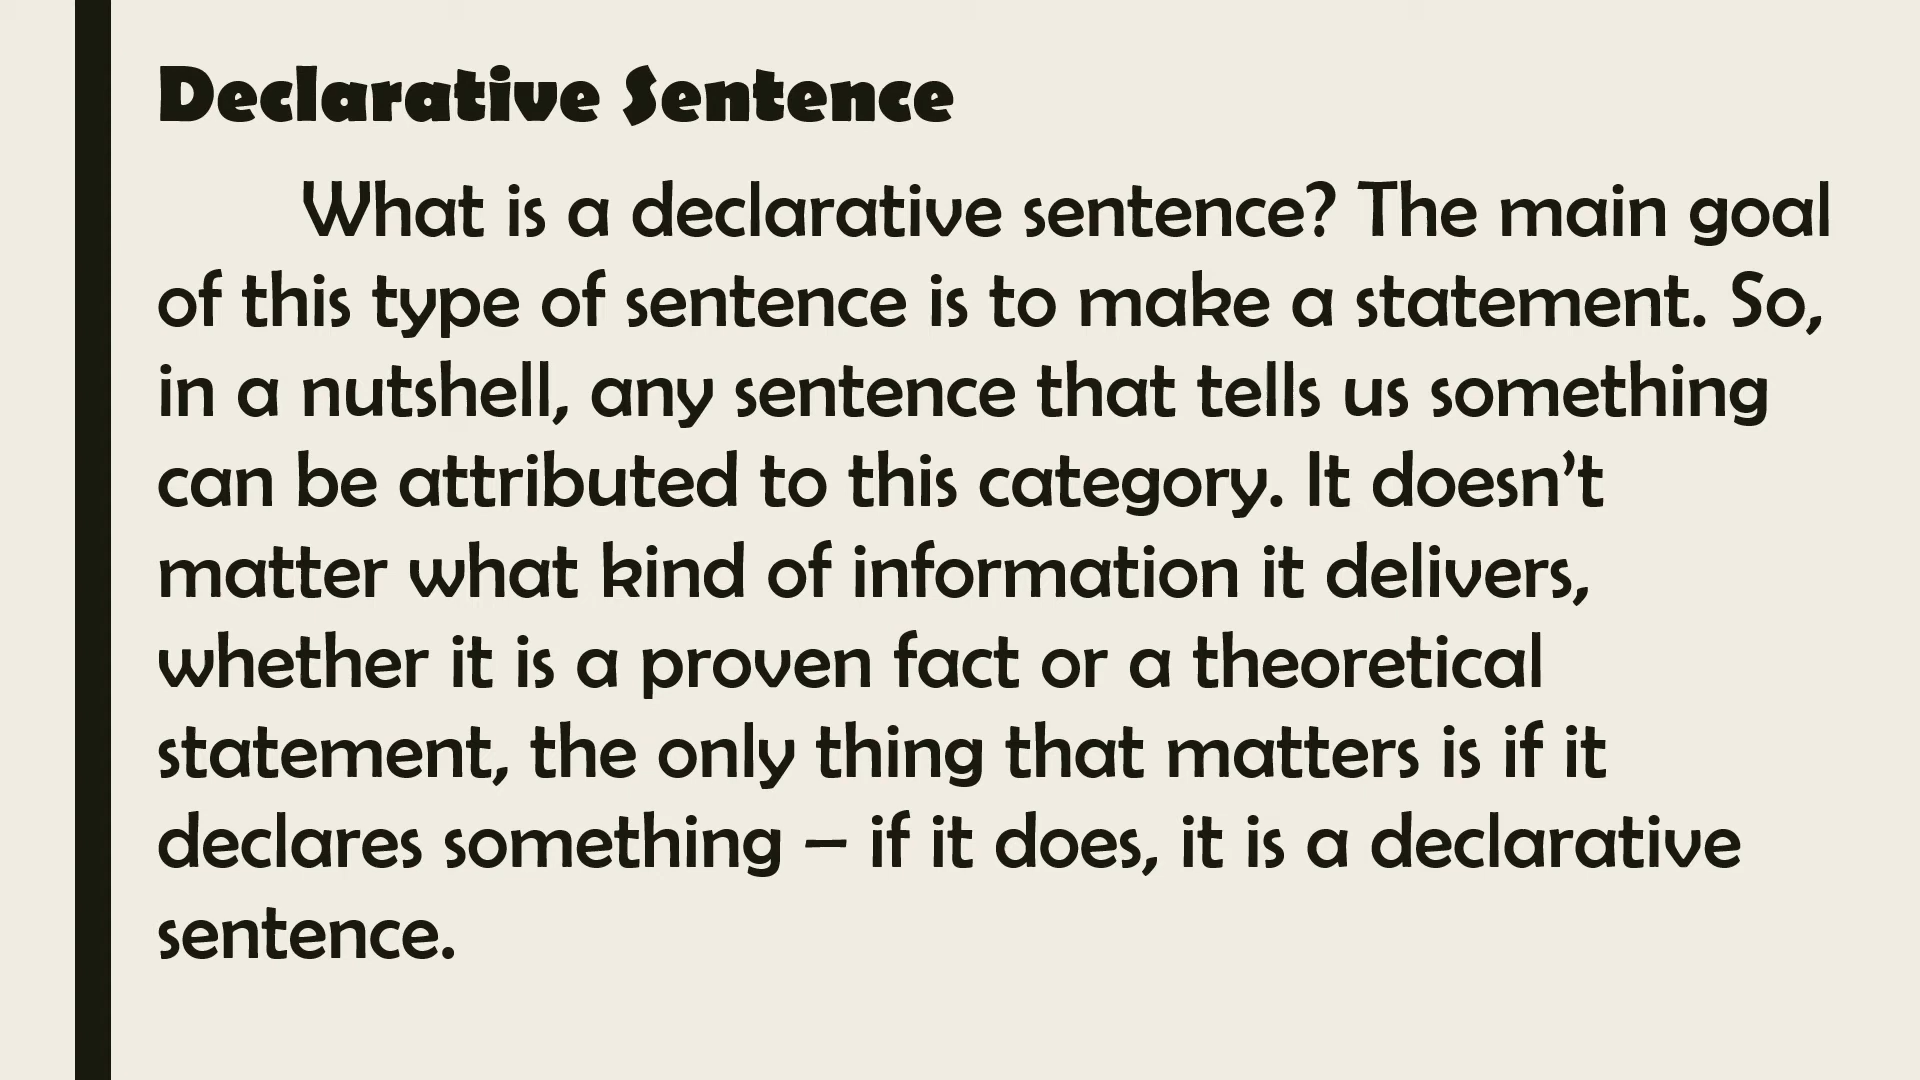 Declarative Sentence
What is a declarative sentence? The main goal
of this type of sentence is to make a statement. So,
in a nutshell, any sentence that tells us something
can be attributed to this category. It doesn’t
matter what kind of information it delivers,
whether it is a proven fact or a theoretical
statement, the only thing that matters is if it
declares something – if it does, it is a declarative
sentence.